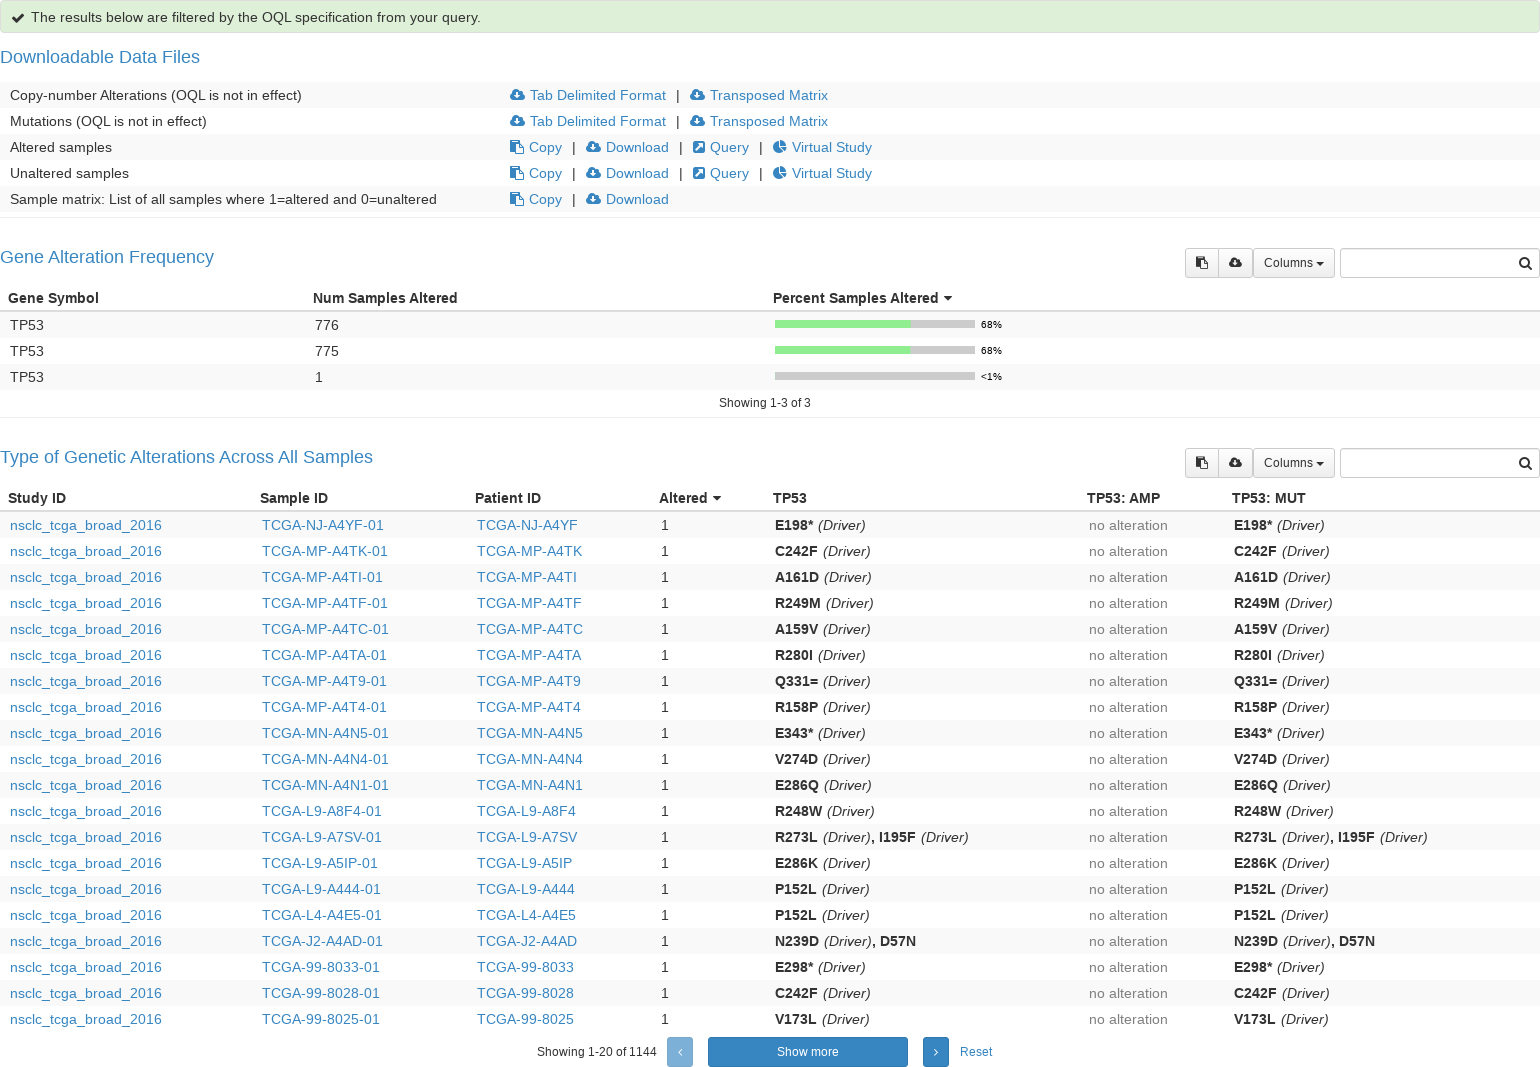 The results below are filtered by the OQL specification from your query.
Downloadable Data Files
Copy-number Alterations (OQL is not in effect) Tab Delimited Format | Transposed Matrix
Mutations (OQL is not in effect) Tab Delimited Format | Transposed Matrix
Altered samples Copy | Download | Query | Virtual Study
Unaltered samples Copy | Download | Query | Virtual Study
Sample matrix: List of all samples where 1=altered and 0=unaltered Copy | Download
Gene Alteration Frequency Columns
Gene Symbol Num Samples Altered Percent Samples Altered
TP53 776 68%
TP53 775 68%
TP53 1 <1%
Showing 1-3 of 3
Type of Genetic Alterations Across All Samples Columns
Study ID Sample ID Patient ID Altered TP53 TP53: AMP TP53: MUT
nsclc_tcga_broad_2016 TCGA-NJ-A4YF-01 TCGA-NJ-A4YF 1 E198* (Driver) no alteration E198* (Driver)
nsclc_tcga_broad_2016 TCGA-MP-A4TK-01 TCGA-MP-A4TK 1 C242F (Driver) no alteration C242F (Driver)
nsclc_tcga_broad_2016 TCGA-MP-A4TI-01 TCGA-MP-A4TI 1 A161D (Driver) no alteration A161D (Driver)
nsclc_tcga_broad_2016 TCGA-MP-A4TF-01 TCGA-MP-A4TF 1 R249M (Driver) no alteration R249M (Driver)
nsclc_tcga_broad_2016 TCGA-MP-A4TC-01 TCGA-MP-A4TC 1 A159V (Driver) no alteration A159V (Driver)
nsclc_tcga_broad_2016 TCGA-MP-A4TA-01 TCGA-MP-A4TA 1 R280I (Driver) no alteration R280I (Driver)
nsclc_tcga_broad_2016 TCGA-MP-A4T9-01 TCGA-MP-A4T9 1 Q331= (Driver) no alteration Q331= (Driver)
nsclc_tcga_broad_2016 TCGA-MP-A4T4-01 TCGA-MP-A4T4 1 R158P (Driver) no alteration R158P (Driver)
nsclc_tcga_broad_2016 TCGA-MN-A4N5-01 TCGA-MN-A4N5 1 E343* (Driver) no alteration E343* (Driver)
nsclc_tcga_broad_2016 TCGA-MN-A4N4-01 TCGA-MN-A4N4 1 V274D (Driver) no alteration V274D (Driver)
nsclc_tcga_broad_2016 TCGA-MN-A4N1-01 TCGA-MN-A4N1 1 E286Q (Driver) no alteration E286Q (Driver)
nsclc_tcga_broad_2016 TCGA-L9-A8F4-01 TCGA-L9-A8F4 1 R248W (Driver) no alteration R248W (Driver)
nsclc_tcga_broad_2016 TCGA-L9-A7SV-01 TCGA-L9-A7SV 1 R273L (Driver), I195F (Driver) no alteration R273L (Driver), I195F (Driver)
nsclc_tcga_broad_2016 TCGA-L9-A5IP-01 TCGA-L9-A5IP 1 E286K (Driver) no alteration E286K (Driver)
nsclc_tcga_broad_2016 TCGA-L9-A444-01 TCGA-L9-A444 1 P152L (Driver) no alteration P152L (Driver)
nsclc_tcga_broad_2016 TCGA-L4-A4E5-01 TCGA-L4-A4E5 1 P152L (Driver) no alteration P152L (Driver)
nsclc_tcga_broad_2016 TCGA-J2-A4AD-01 TCGA-J2-A4AD 1 N239D (Driver), D57N no alteration N239D (Driver), D57N
nsclc_tcga_broad_2016 TCGA-99-8033-01 TCGA-99-8033 1 E298* (Driver) no alteration E298* (Driver)
nsclc_tcga_broad_2016 TCGA-99-8028-01 TCGA-99-8028 1 C242F (Driver) no alteration C242F (Driver)
nsclc_tcga_broad_2016 TCGA-99-8025-01 TCGA-99-8025 1 V173L (Driver) no alteration V173L (Driver)
Showing 1-20 of 1144 Show more Reset